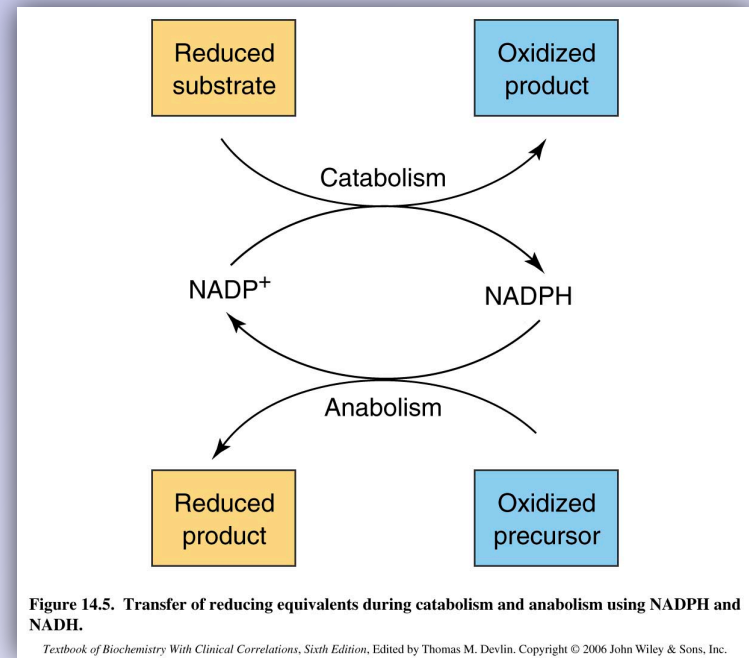 Reduced
substrate
Oxidized
product
Catabolism
NADP⁺
NADPH
Anabolism
Reduced
product
Oxidized
precursor
Figure 14.5. Transfer of reducing equivalents during catabolism and anabolism using NADPH and
NADH.
Textbook of Biochemistry With Clinical Correlations, Sixth Edition, Edited by Thomas M. Devlin. Copyright © 2006 John Wiley & Sons, Inc.